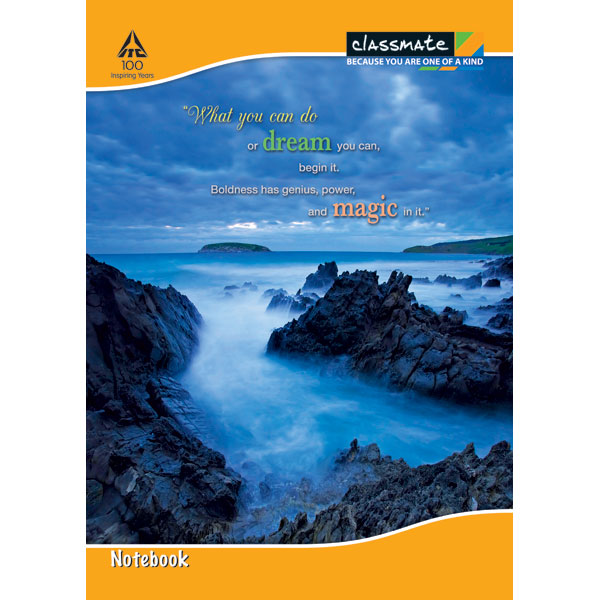 ITC
100
Inspiring Years
classmate
BECAUSE YOU ARE ONE OF A KIND
"What you can do
or dream you can,
begin it.
Boldness has genius, power,
and magic in it."
Notebook